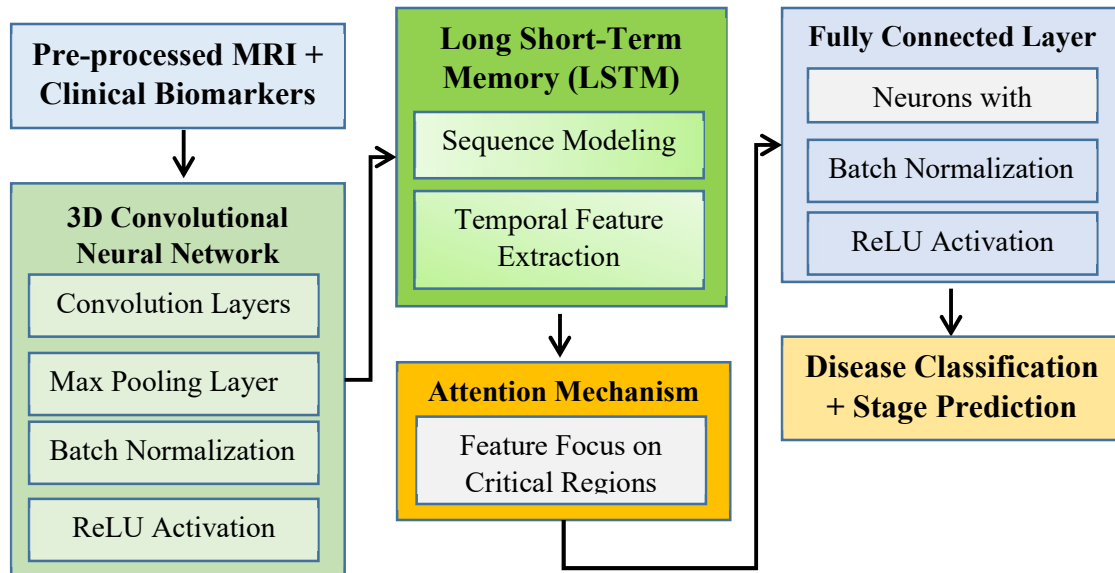 Pre-processed MRI +
Clinical Biomarkers
3D Convolutional
Neural Network
Convolution Layers
Max Pooling Layer
Batch Normalization
ReLU Activation
Long Short-Term
Memory (LSTM)
Sequence Modeling
Temporal Feature
Extraction
Attention Mechanism
Feature Focus on
Critical Regions
Fully Connected Layer
Neurons with
Batch Normalization
ReLU Activation
Disease Classification
+ Stage Prediction